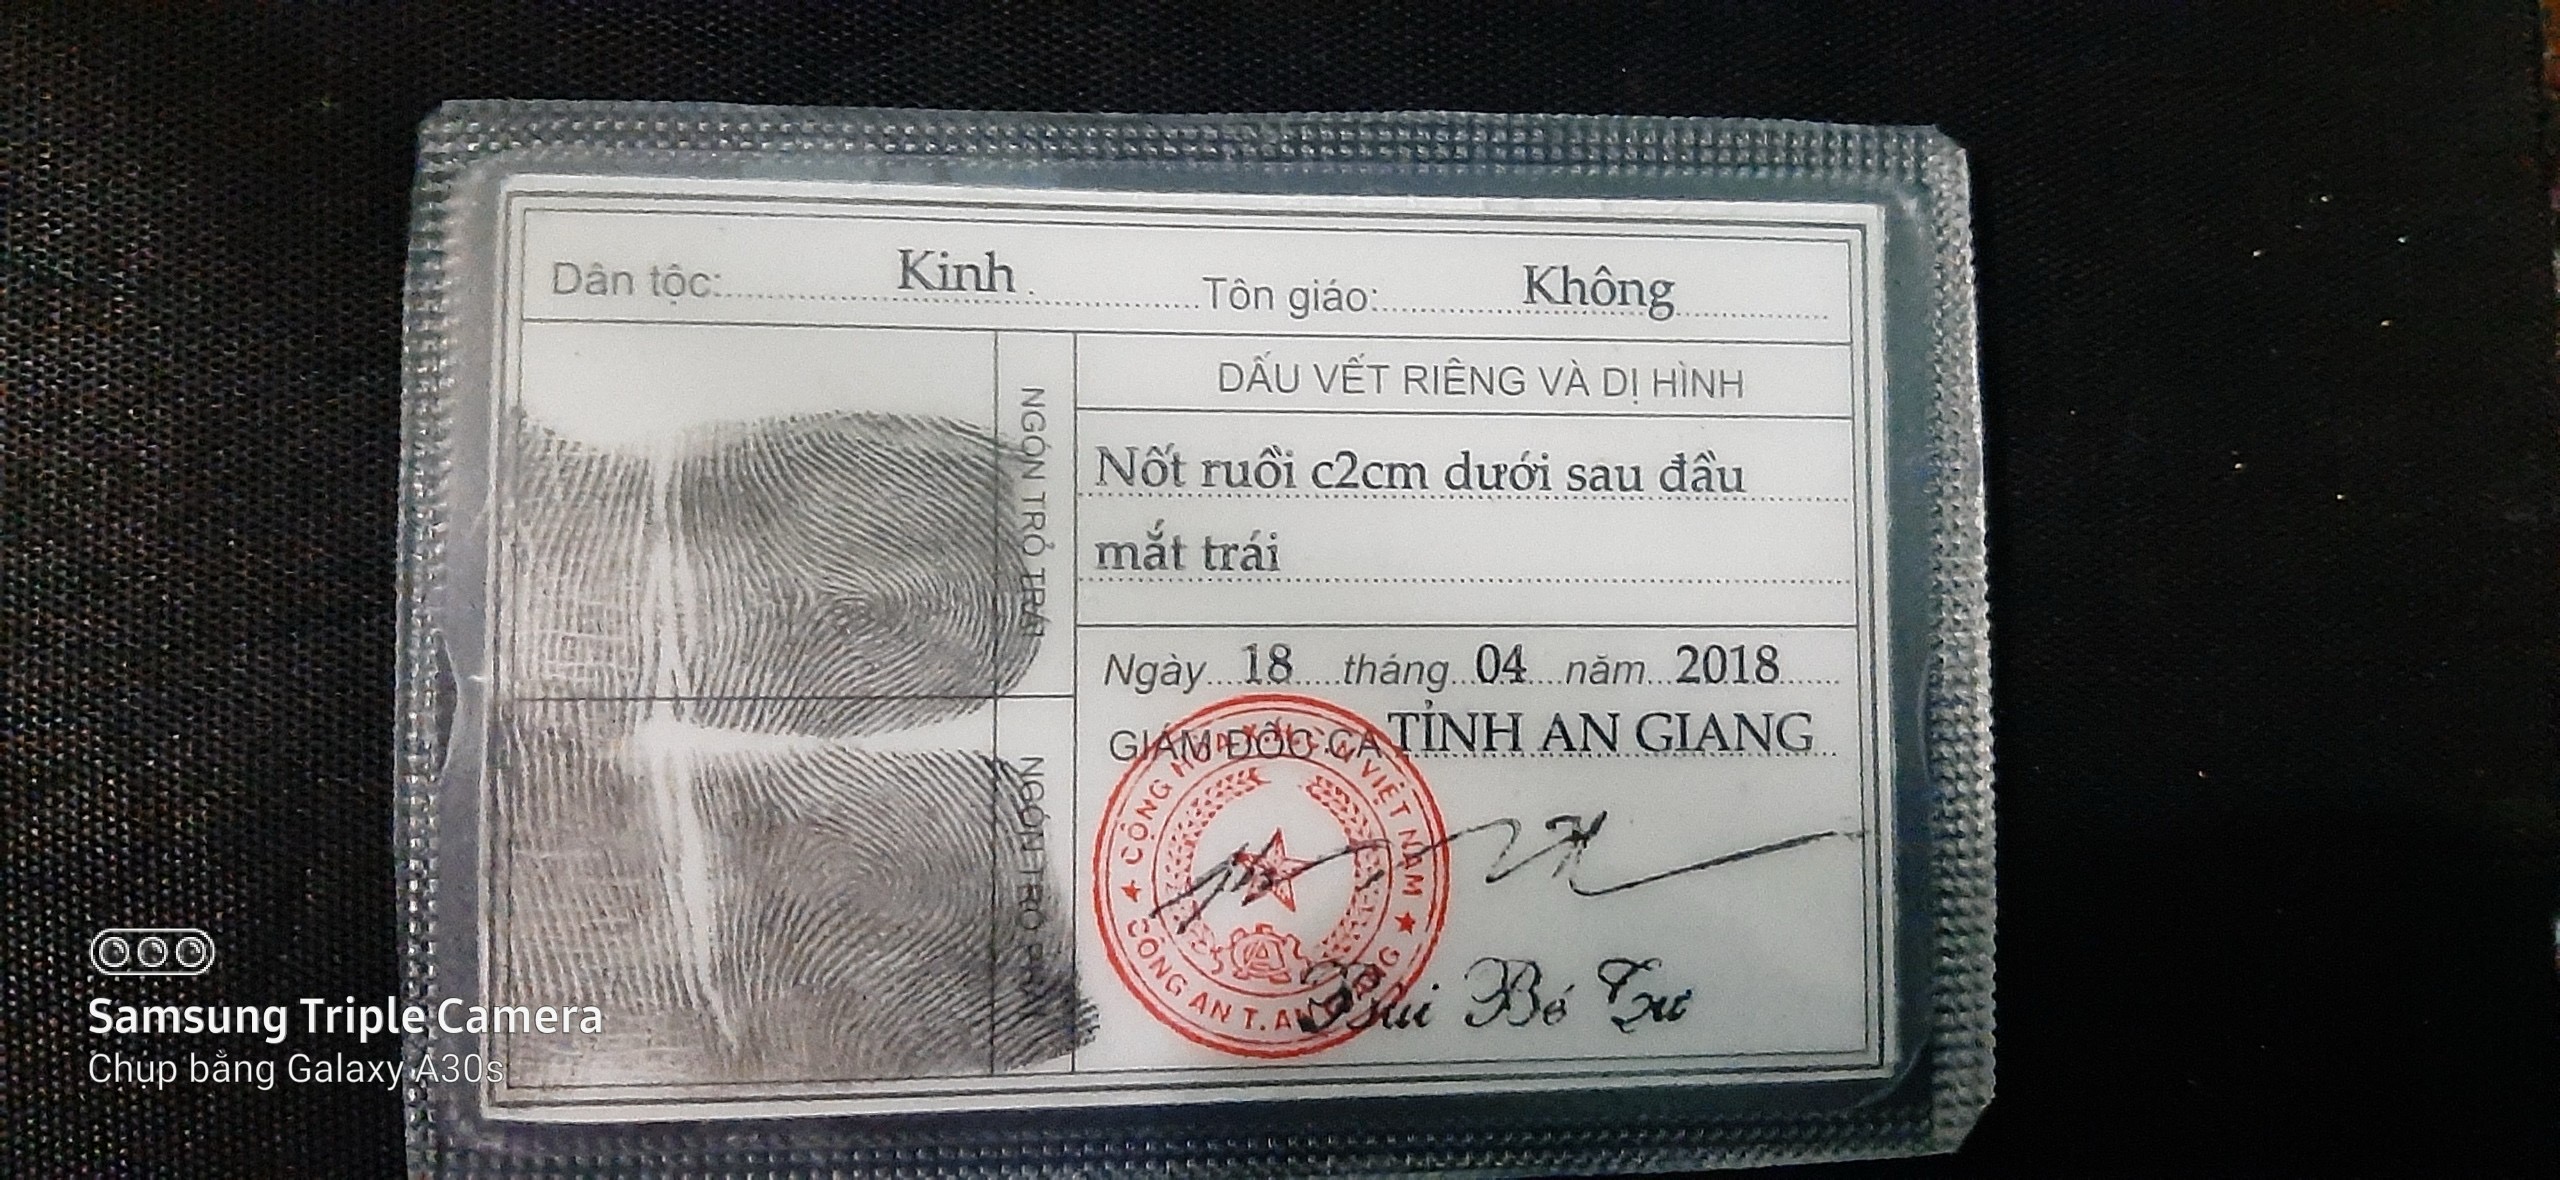 Dân tộc: Kinh Tôn giáo: Không
NGÓN TRỎ TRÁI
NGÓN TRỎ PHẢI
DẤU VẾT RIÊNG VÀ DỊ HÌNH
Nốt ruồi c2cm dưới sau đầu
mắt trái
Ngày 18 tháng 04 năm 2018
GIÁM ĐỐC CA TỈNH AN GIANG
CỘNG HÒA VIỆT NAM
CÔNG AN T. AN GIANG
Bùi Bé Tư
Samsung Triple Camera
Chụp bằng Galaxy A30s